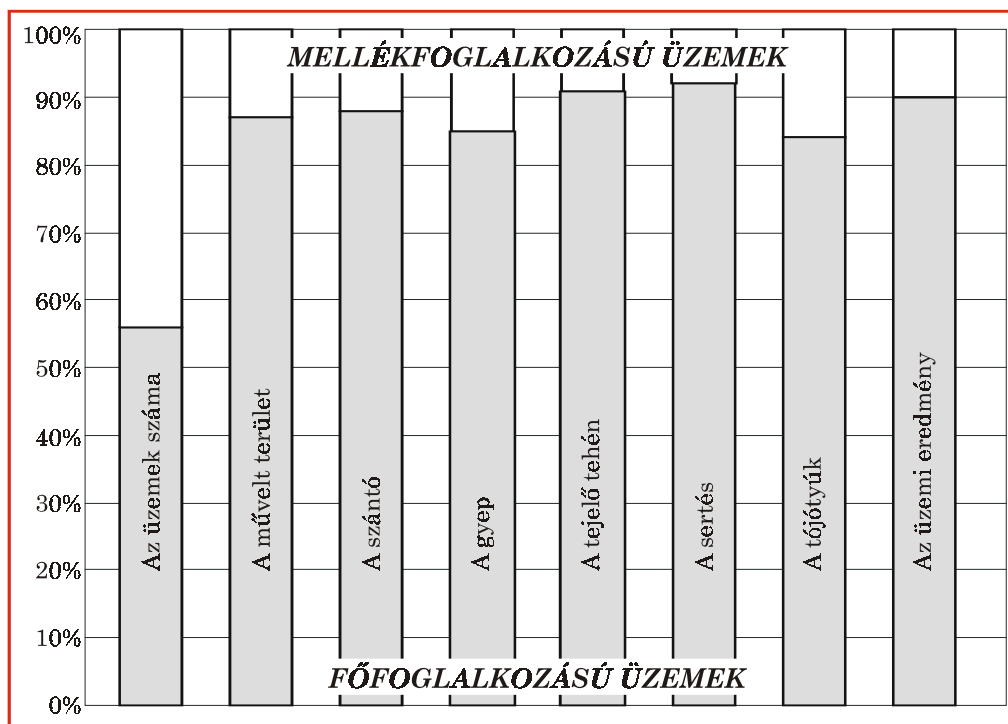 100%
MELLÉKFOGLALKOZÁSÚ ÜZEMEK
90%
80%
70%
60%
50%
40%
30%
20%
10%
0%
Az üzemek száma
A művelt terület
A szántó
A gyep
A tejelő tehén
A sertés
A tójótyúk
Az üzemi eredmény
FŐFOGLALKOZÁSÚ ÜZEMEK